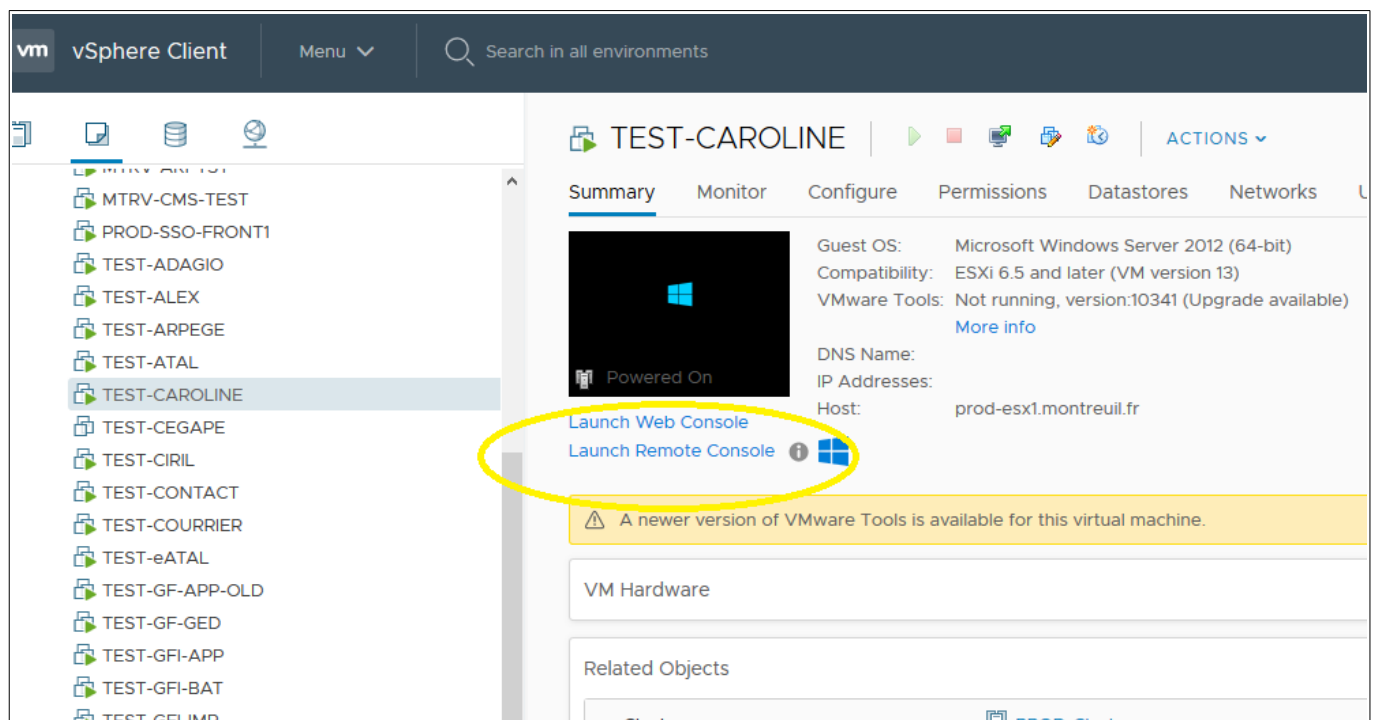 vm vSphere Client Menu Search in all environments
MTRV-CMS-TEST
PROD-SSO-FRONT1
TEST-ADAGIO
TEST-ALEX
TEST-ARPEGE
TEST-ATAL
TEST-CAROLINE
TEST-CEGAPE
TEST-CIRIL
TEST-CONTACT
TEST-COURRIER
TEST-eATAL
TEST-GF-APP-OLD
TEST-GF-GED
TEST-GFI-APP
TEST-GFI-BAT
TEST-CAROLINE ACTIONS
Summary Monitor Configure Permissions Datastores Networks
Powered On
Guest OS: Microsoft Windows Server 2012 (64-bit)
Compatibility: ESXi 6.5 and later (VM version 13)
VMware Tools: Not running, version:10341 (Upgrade available)
More info
DNS Name:
IP Addresses:
Host: prod-esx1.montreuil.fr
Launch Web Console
Launch Remote Console
A newer version of VMware Tools is available for this virtual machine.
VM Hardware
Related Objects